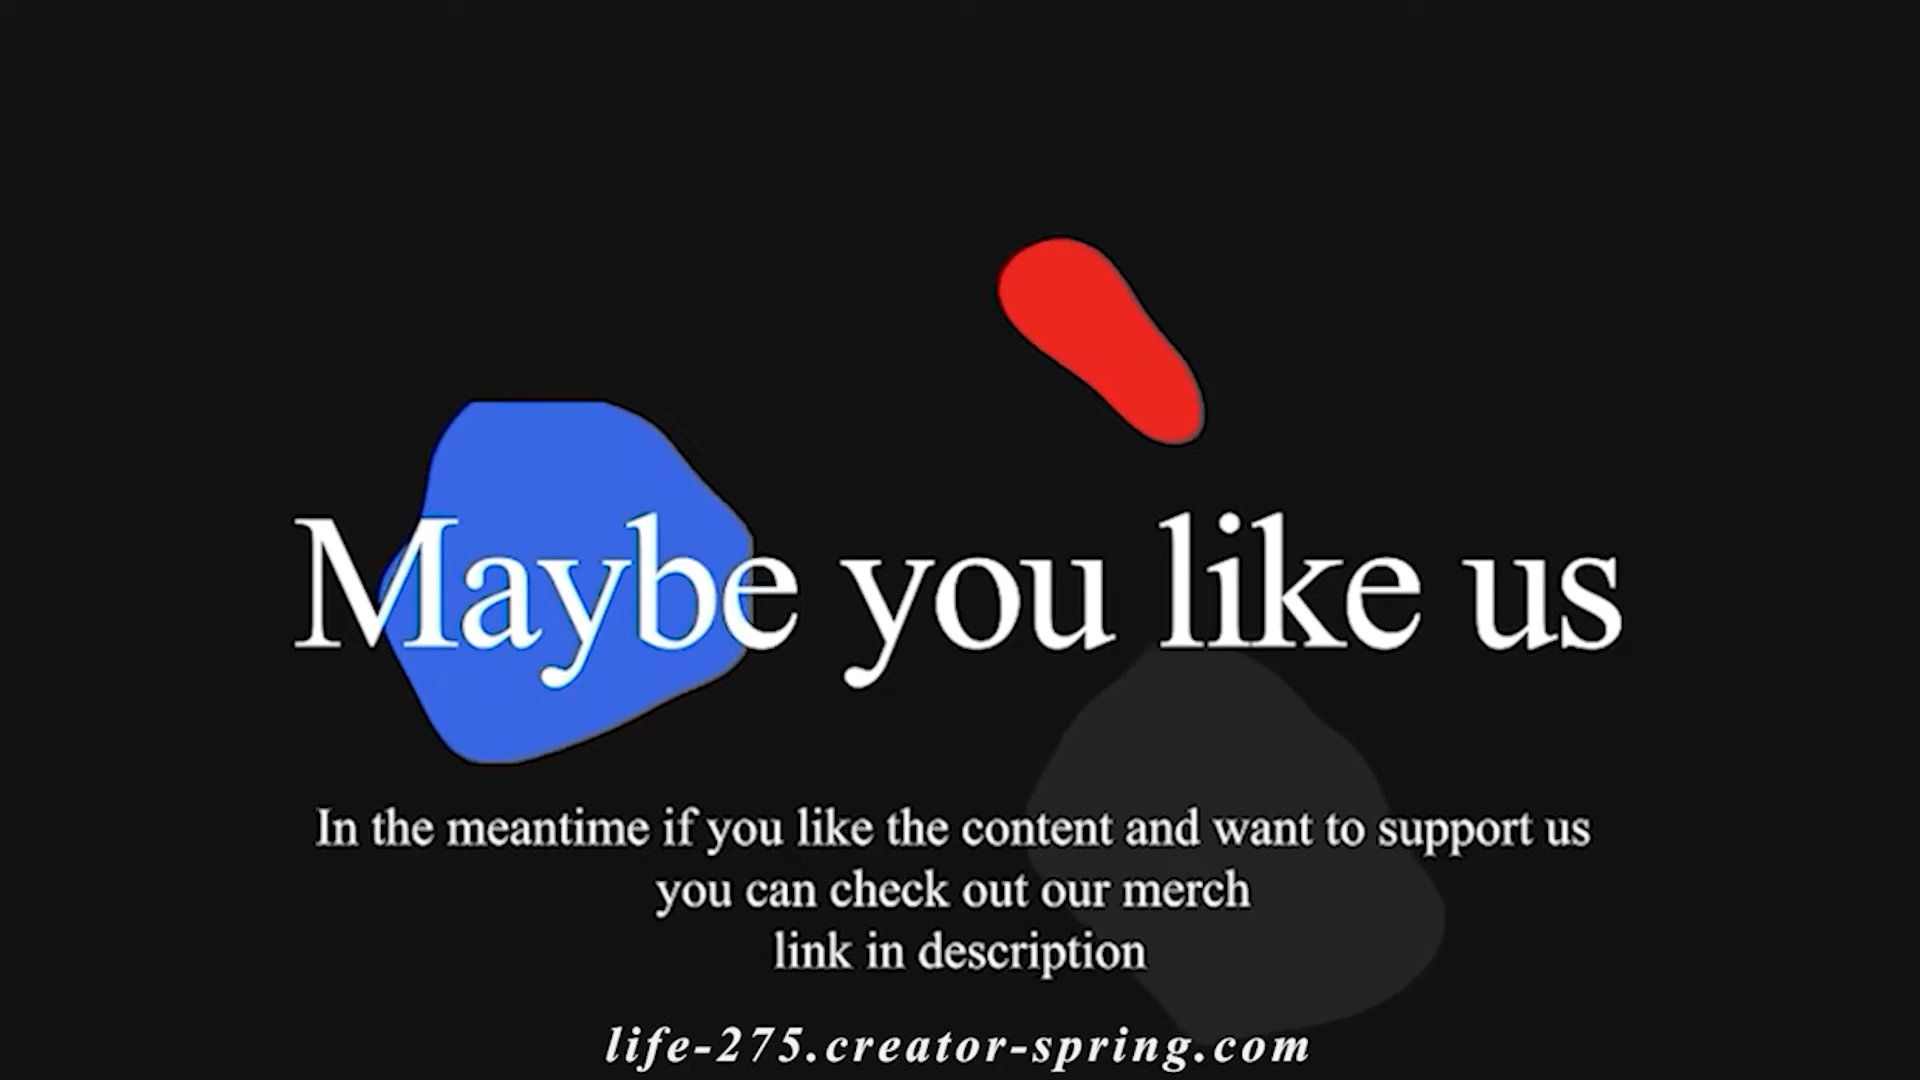 Maybe you like us
In the meantime if you like the content and want to support us
you can check out our merch
link in description
life-275.creator-spring.com